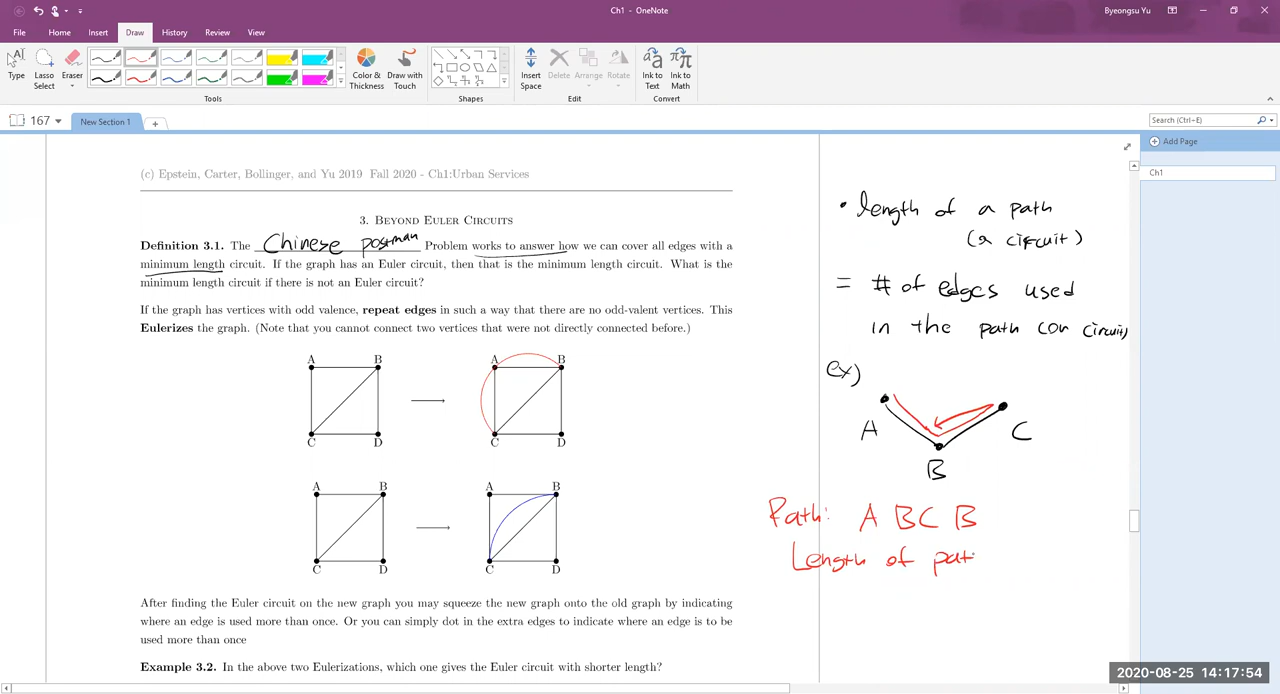 Ch1 - OneNote
Byeongsu Yu
File Home Insert Draw History Review View
Type
Lasso Select
Eraser
Color & Thickness
Draw with Touch
Insert Space
Delete
Arrange
Rotate
Ink to Text
Ink to Math
Tools
Shapes
Edit
Convert
167
New Section 1
Search (Ctrl+E)
Add Page
Ch1
(c) Epstein, Carter, Bollinger, and Yu 2019 Fall 2020 - Ch1:Urban Services
3. BEYOND EULER CIRCUITS
Definition 3.1. The Chinese postman Problem works to answer how we can cover all edges with a
minimum length circuit. If the graph has an Euler circuit, then that is the minimum length circuit. What is the
minimum length circuit if there is not an Euler circuit?
If the graph has vertices with odd valence, repeat edges in such a way that there are no odd-valent vertices. This
Eulerizes the graph. (Note that you cannot connect two vertices that were not directly connected before.)
A B A B
C D C D
A B A B
C D C D
After finding the Euler circuit on the new graph you may squeeze the new graph onto the old graph by indicating
where an edge is used more than once. Or you can simply dot in the extra edges to indicate where an edge is to be
used more than once
Example 3.2. In the above two Eulerizations, which one gives the Euler circuit with shorter length?
• length of a path
(a circuit)
= # of edges used
in the path (or circuit)
ex)
A C
B
Path: A B C B
Length of pat
2020-08-25 14:17:54